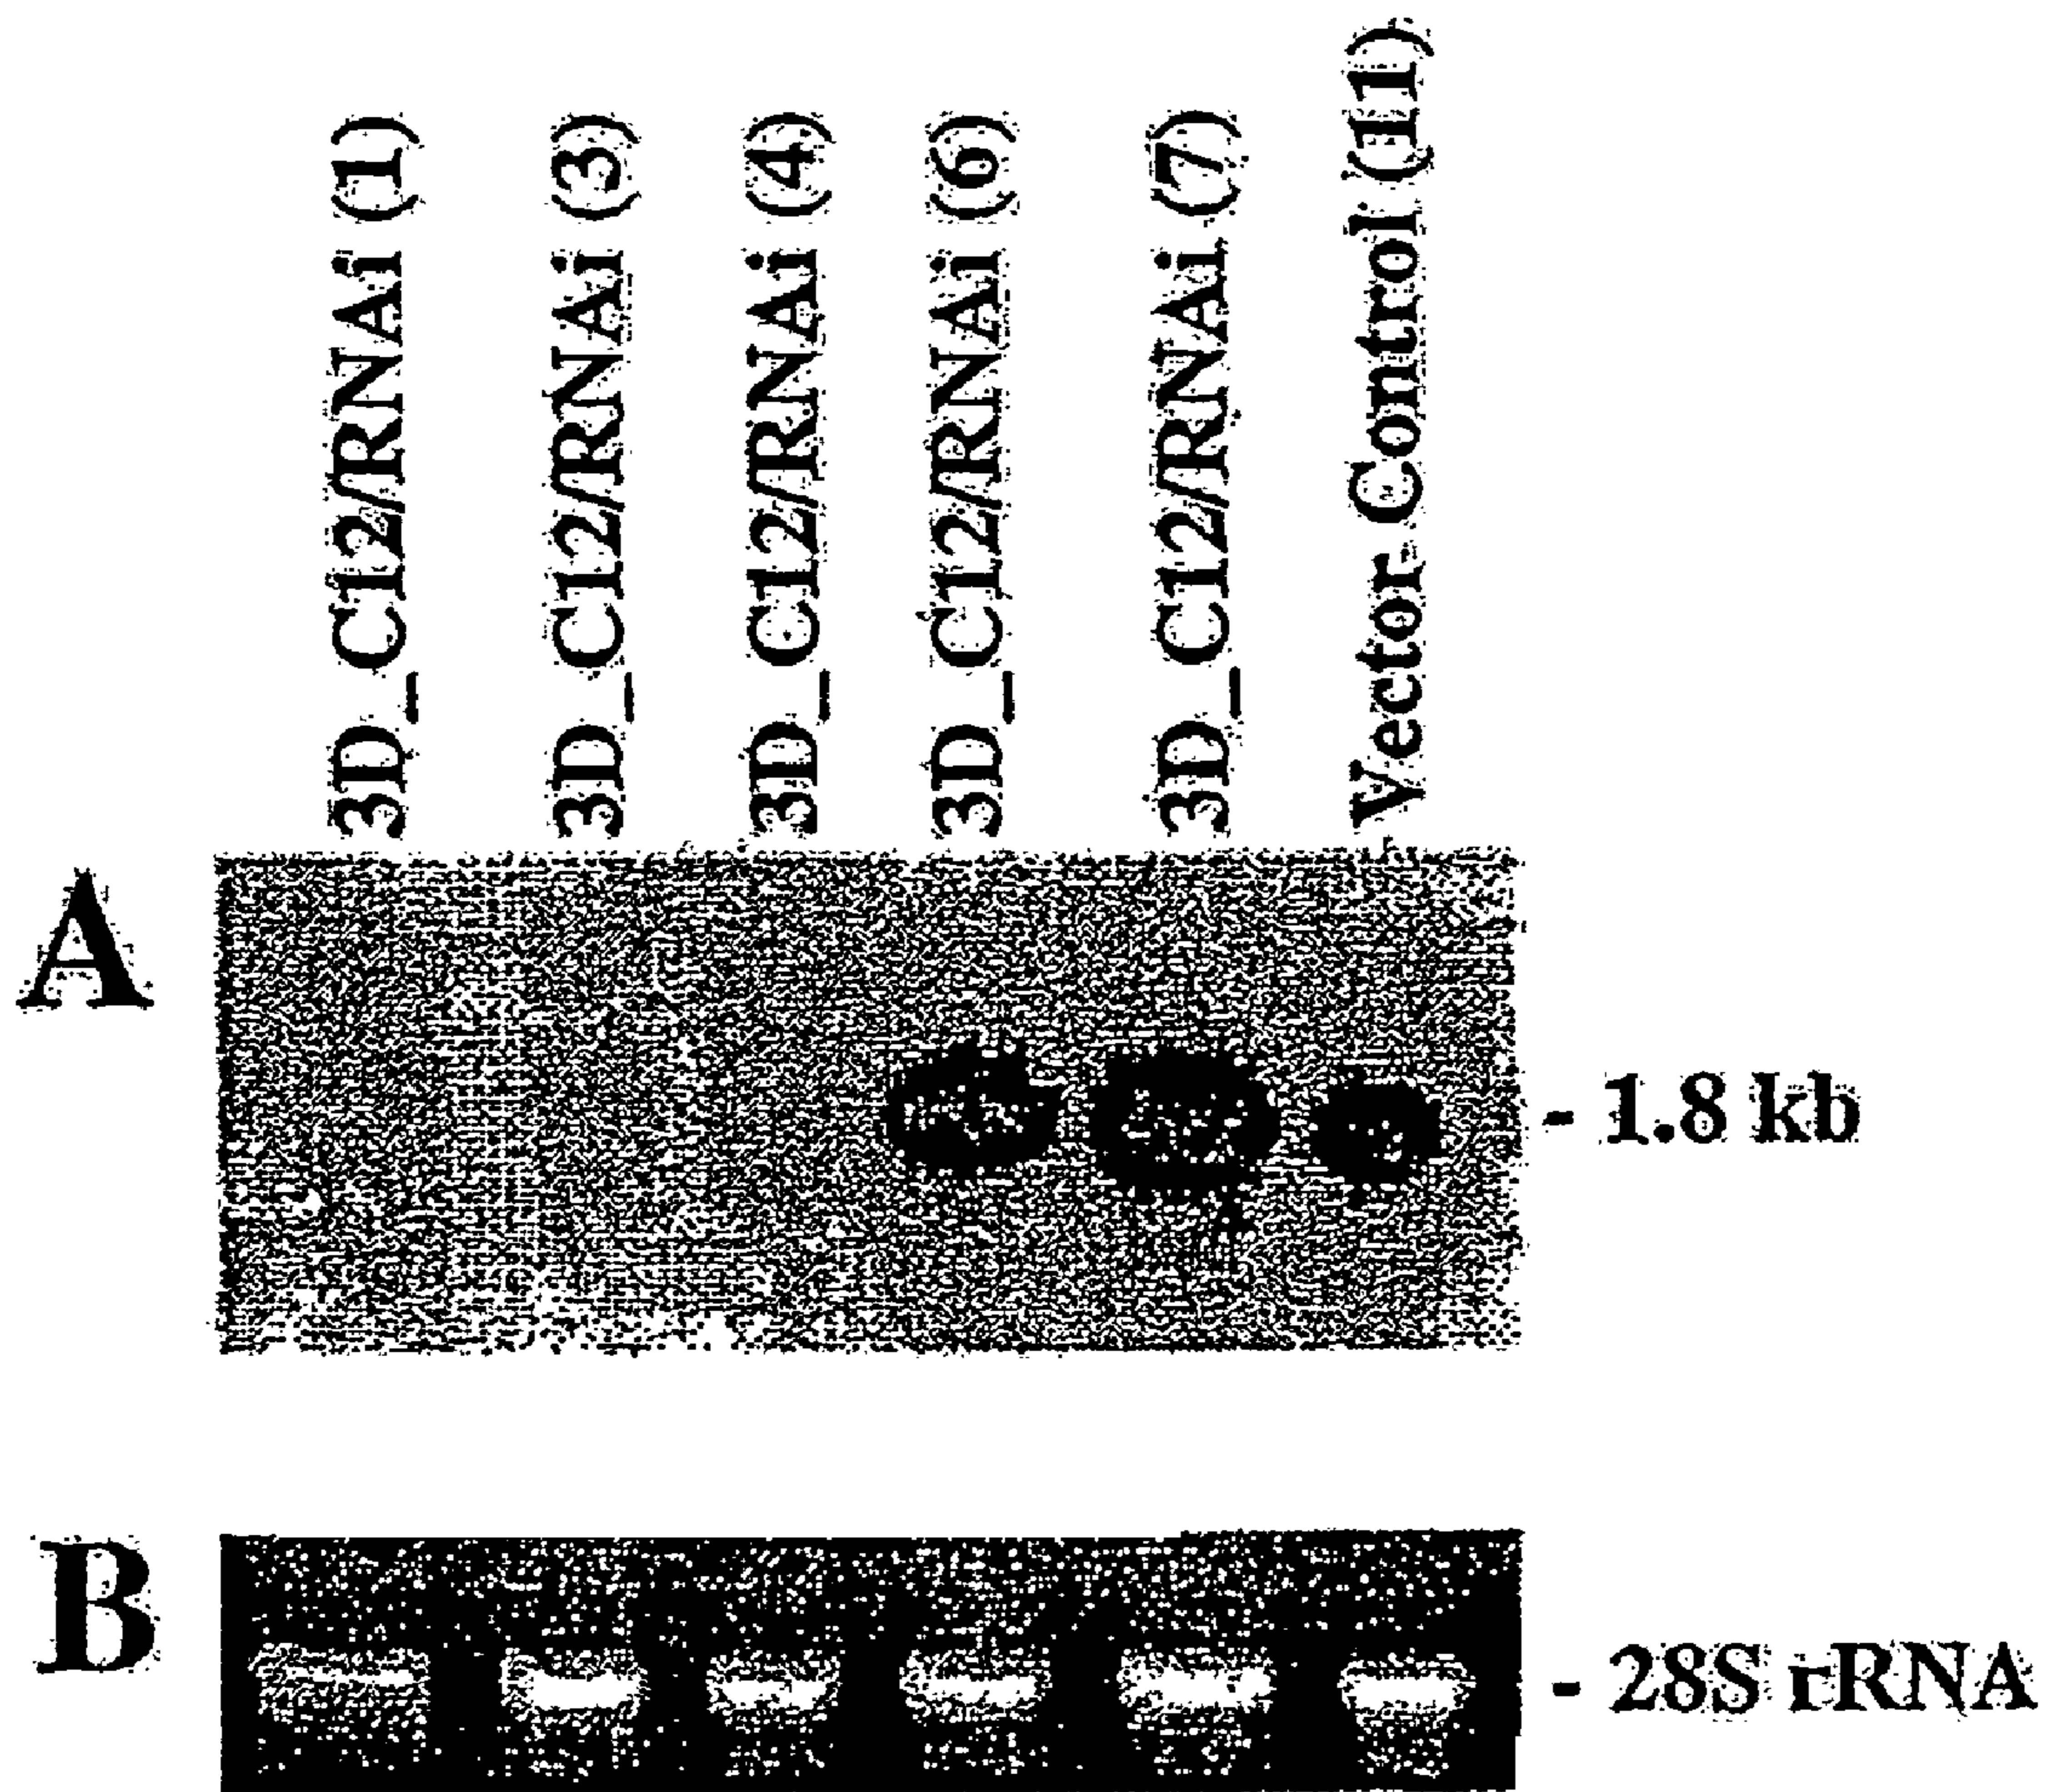 3D_C12/RNAi (1)
3D_C12/RNAi (3)
3D_C12/RNAi (4)
3D_C12/RNAi (6)
3D_C12/RNAi (7)
Vector Control (11)
A
- 1.8 kb
B
- 28S rRNA